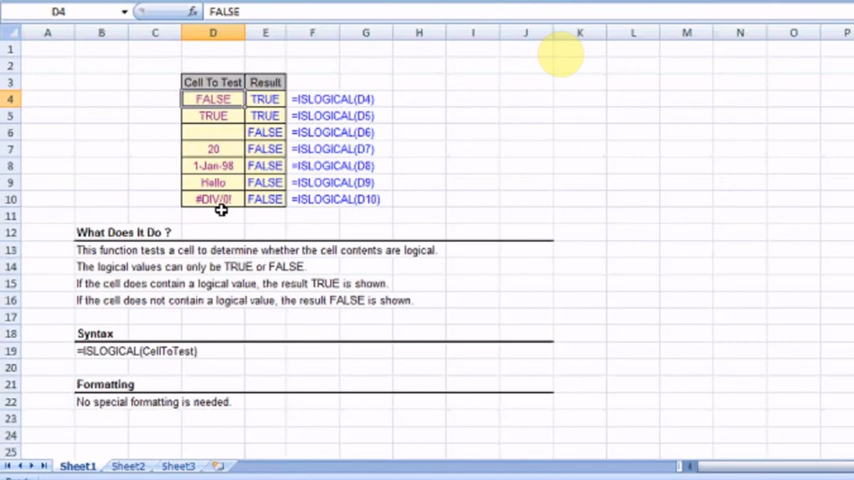 D4 fx FALSE
A B C D E F G H I J K L M N O P
1
2
3 Cell To Test Result
4 FALSE TRUE =ISLOGICAL(D4)
5 TRUE TRUE =ISLOGICAL(D5)
6 FALSE =ISLOGICAL(D6)
7 20 FALSE =ISLOGICAL(D7)
8 1-Jan-98 FALSE =ISLOGICAL(D8)
9 Hello FALSE =ISLOGICAL(D9)
10 #DIV/0! FALSE =ISLOGICAL(D10)
11
12 What Does It Do ?
13 This function tests a cell to determine whether the cell contents are logical.
14 The logical values can only be TRUE or FALSE.
15 If the cell does contain a logical value, the result TRUE is shown.
16 If the cell does not contain a logical value, the result FALSE is shown.
17
18 Syntax
19 =ISLOGICAL(CellToTest)
20
21 Formatting
22 No special formatting is needed.
23
24
25
Sheet1 Sheet2 Sheet3